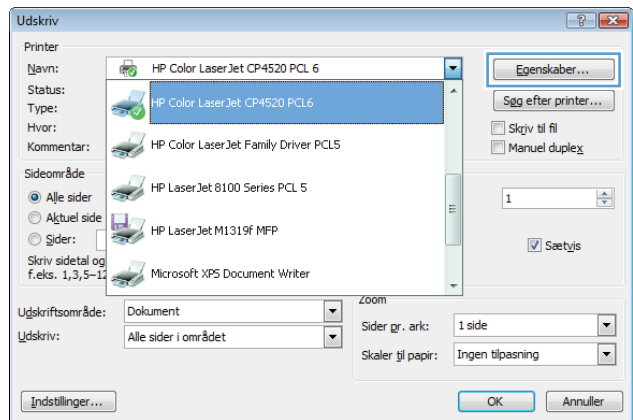 Udskriv
Printer
Navn: HP Color LaserJet CP4520 PCL 6 Egenskaber...
Status: HP Color LaserJet CP4520 PCL6 Søg efter printer...
Type:
Hvor: Skriv til fil
Kommentar: HP Color LaserJet Family Driver PCL5 Manuel duplex
Sideområde
Alle sider HP LaserJet 8100 Series PCL 5 1
Aktuel side
Sider: HP LaserJet M1319f MFP Sætvis
Skriv sidetal og
f.eks. 1,3,5–12 Microsoft XPS Document Writer
Udskriftsområde: Dokument Zoom
Udskriv: Alle sider i området Sider pr. ark: 1 side
Skaler til papir: Ingen tilpasning
Indstillinger... OK Annuller